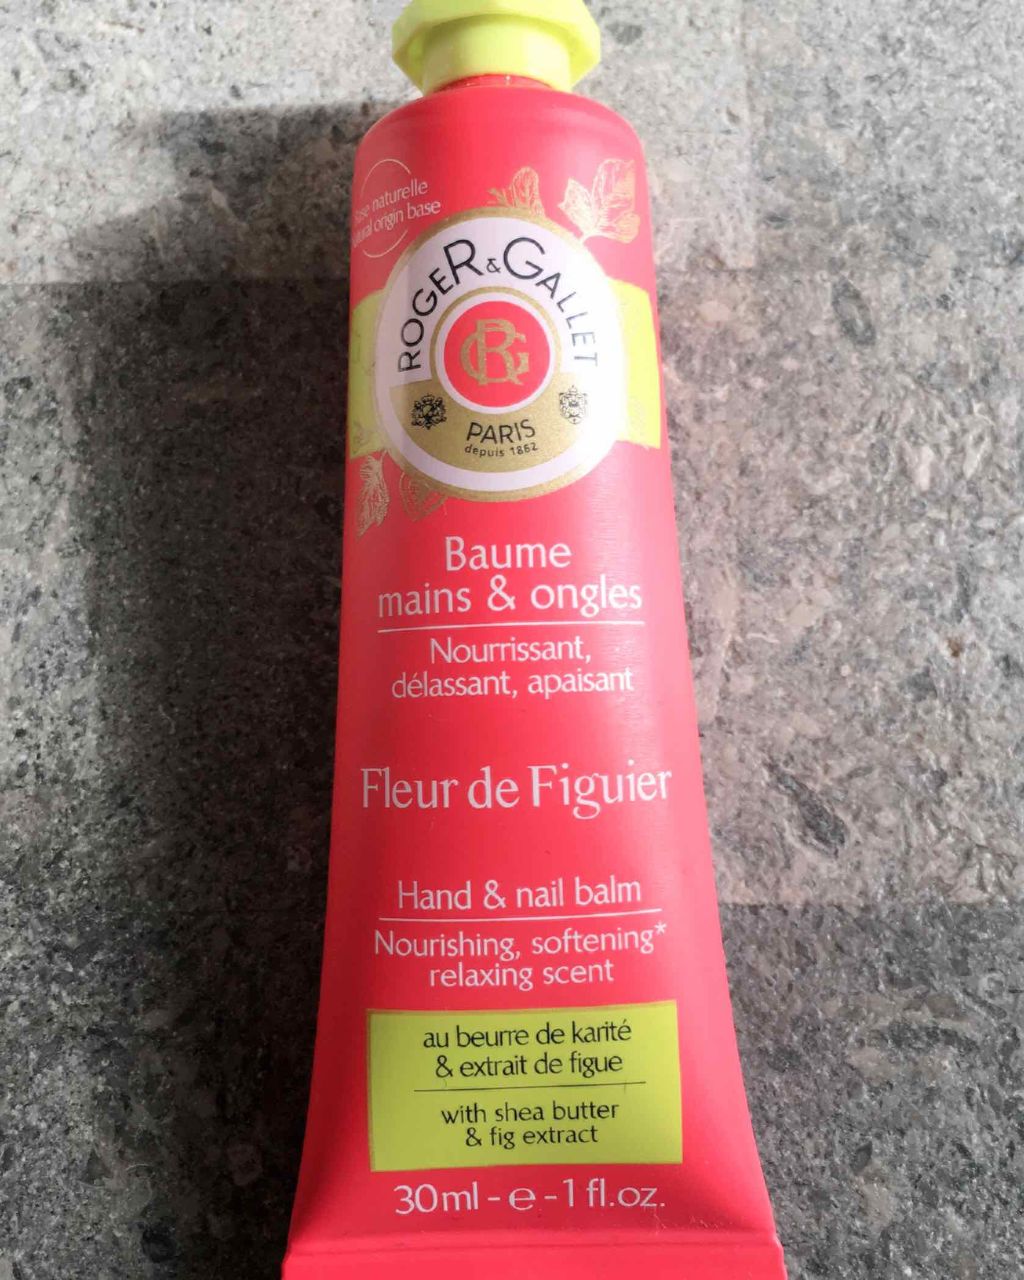 base naturelle
natural origin base
ROGER & GALLET
RG
PARIS
depuis 1862
Baume
mains & ongles
Nourrissant,
délassant, apaisant
Fleur de Figuier
Hand & nail balm
Nourishing, softening*
relaxing scent
au beurre de karité
& extrait de figue
with shea butter
& fig extract
30ml - e - 1 fl.oz.